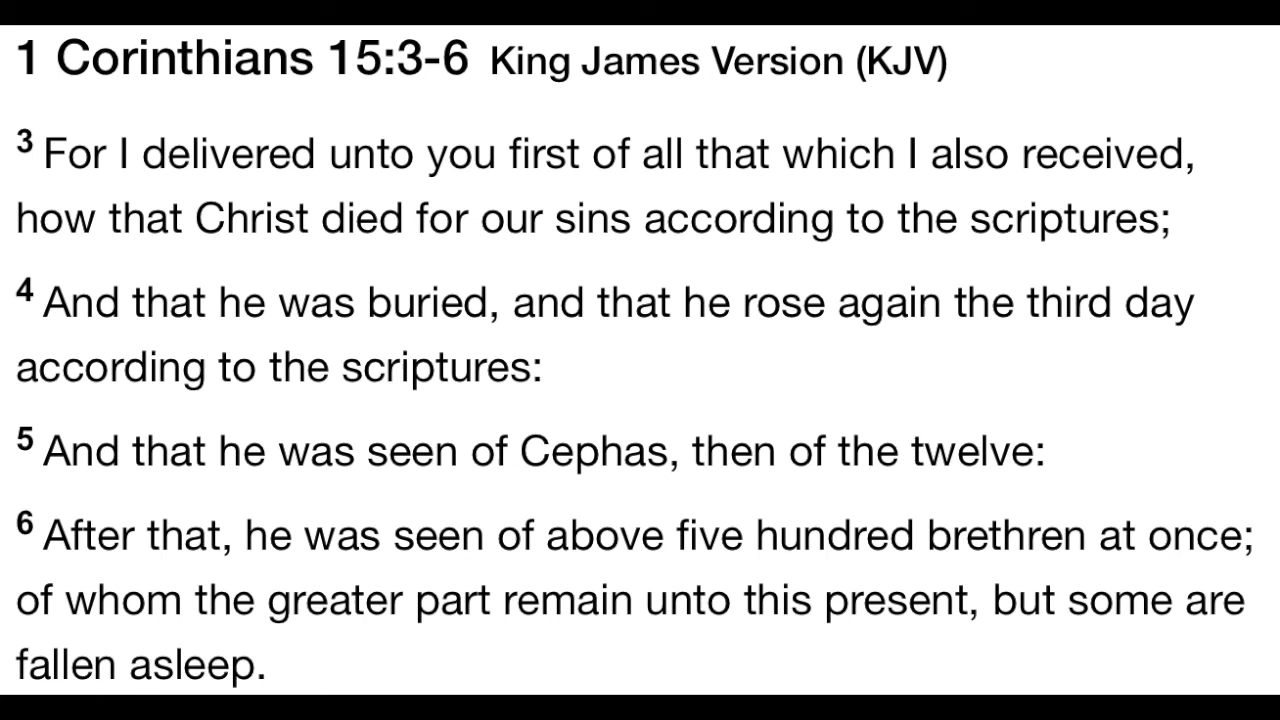 1 Corinthians 15:3-6 King James Version (KJV)
3 For I delivered unto you first of all that which I also received,
how that Christ died for our sins according to the scriptures;
4 And that he was buried, and that he rose again the third day
according to the scriptures:
5 And that he was seen of Cephas, then of the twelve:
6 After that, he was seen of above five hundred brethren at once;
of whom the greater part remain unto this present, but some are
fallen asleep.